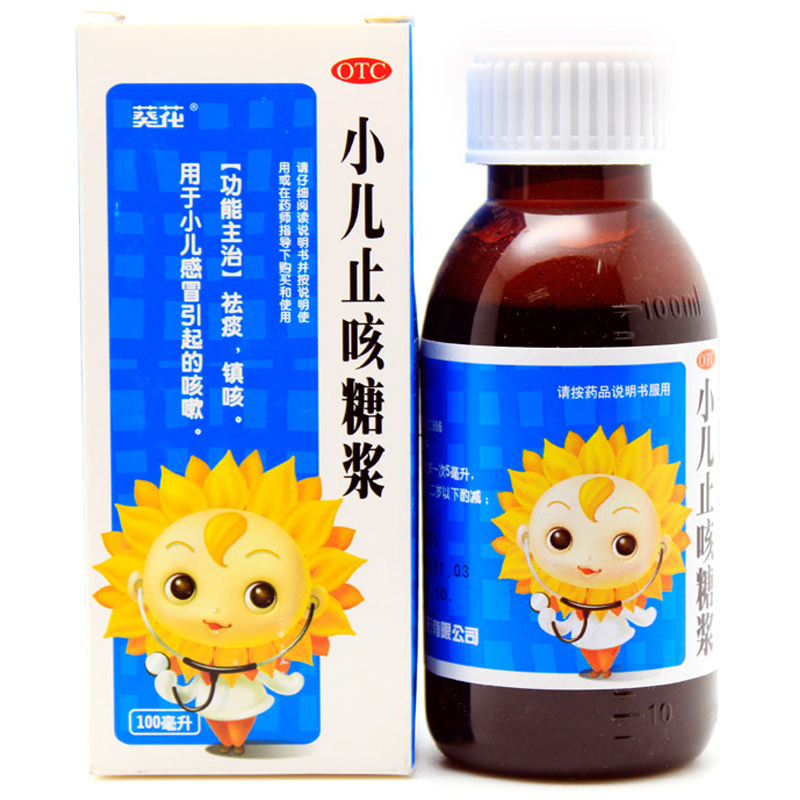 OTC
葵花®
小儿止咳糖浆
请仔细阅读说明书并按说明使
用或在药师指导下购买和使用
【功能主治】祛痰，镇咳。
用于小儿感冒引起的咳嗽。
100毫升
100ml
OTC
小儿止咳糖浆
请按药品说明书服用
一次5毫升，
二岁以下酌减；
.03
10.
有限公司
10